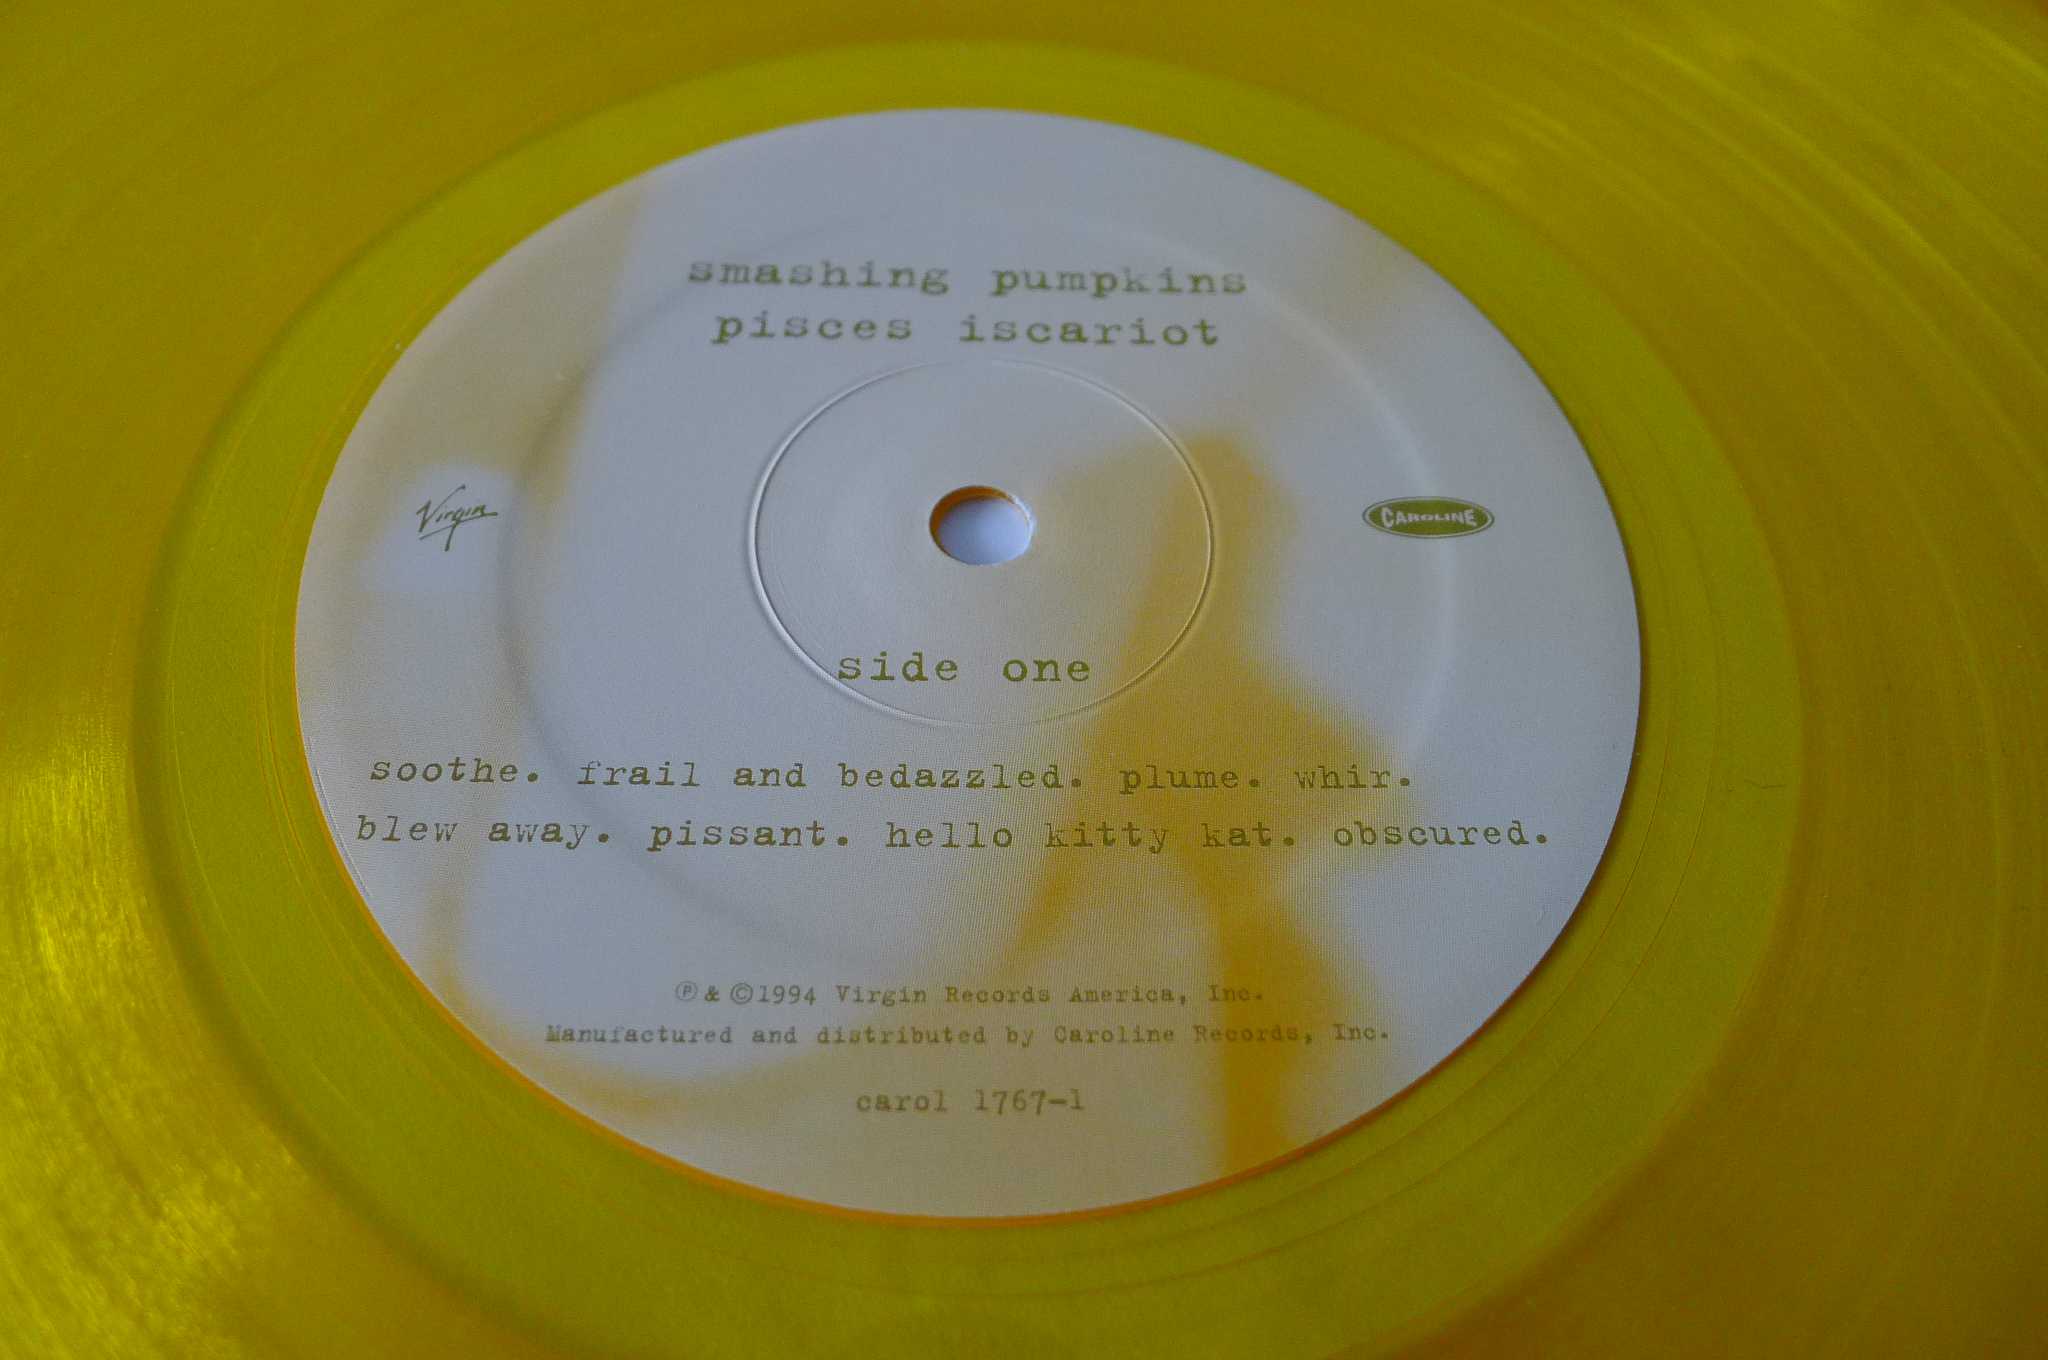 smashing pumpkins
pisces iscariot
Virgin
CAROLINE
side one
soothe. frail and bedazzled. plume. whir.
blew away. pissant. hello kitty kat. obscured.
℗ & ©1994 Virgin Records America, Inc.
Manufactured and distributed by Caroline Records, Inc.
carol 1767-1